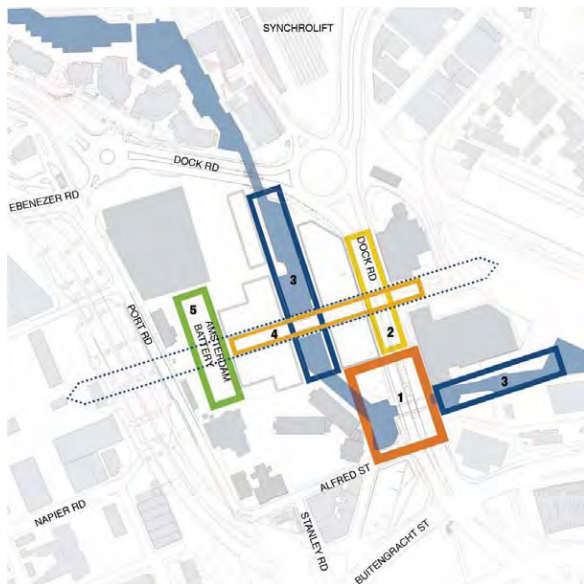 SYNCHROLIFT
DOCK RD
EBENEZER RD
DOCK RD
3
5
AMSTERDAM
BATTERY
4
PORT RD
2
1
3
ALFRED ST
NAPIER RD
STANLEY
RD
BUITENGRACHT ST